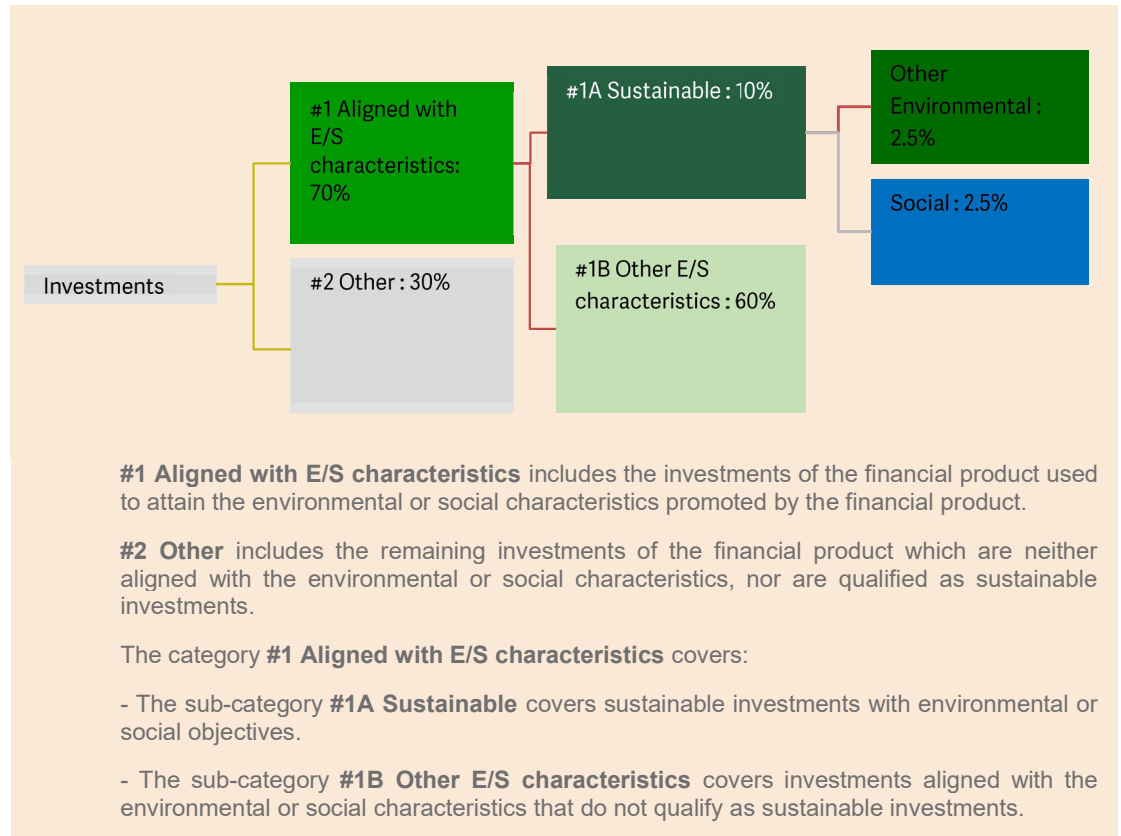 Investments
#1 Aligned with
E/S
characteristics:
70%
#2 Other : 30%
#1A Sustainable : 10%
#1B Other E/S
characteristics : 60%
Other
Environmental :
2.5%
Social : 2.5%
#1 Aligned with E/S characteristics includes the investments of the financial product used
to attain the environmental or social characteristics promoted by the financial product.
#2 Other includes the remaining investments of the financial product which are neither
aligned with the environmental or social characteristics, nor are qualified as sustainable
investments.
The category #1 Aligned with E/S characteristics covers:
- The sub-category #1A Sustainable covers sustainable investments with environmental or
social objectives.
- The sub-category #1B Other E/S characteristics covers investments aligned with the
environmental or social characteristics that do not qualify as sustainable investments.